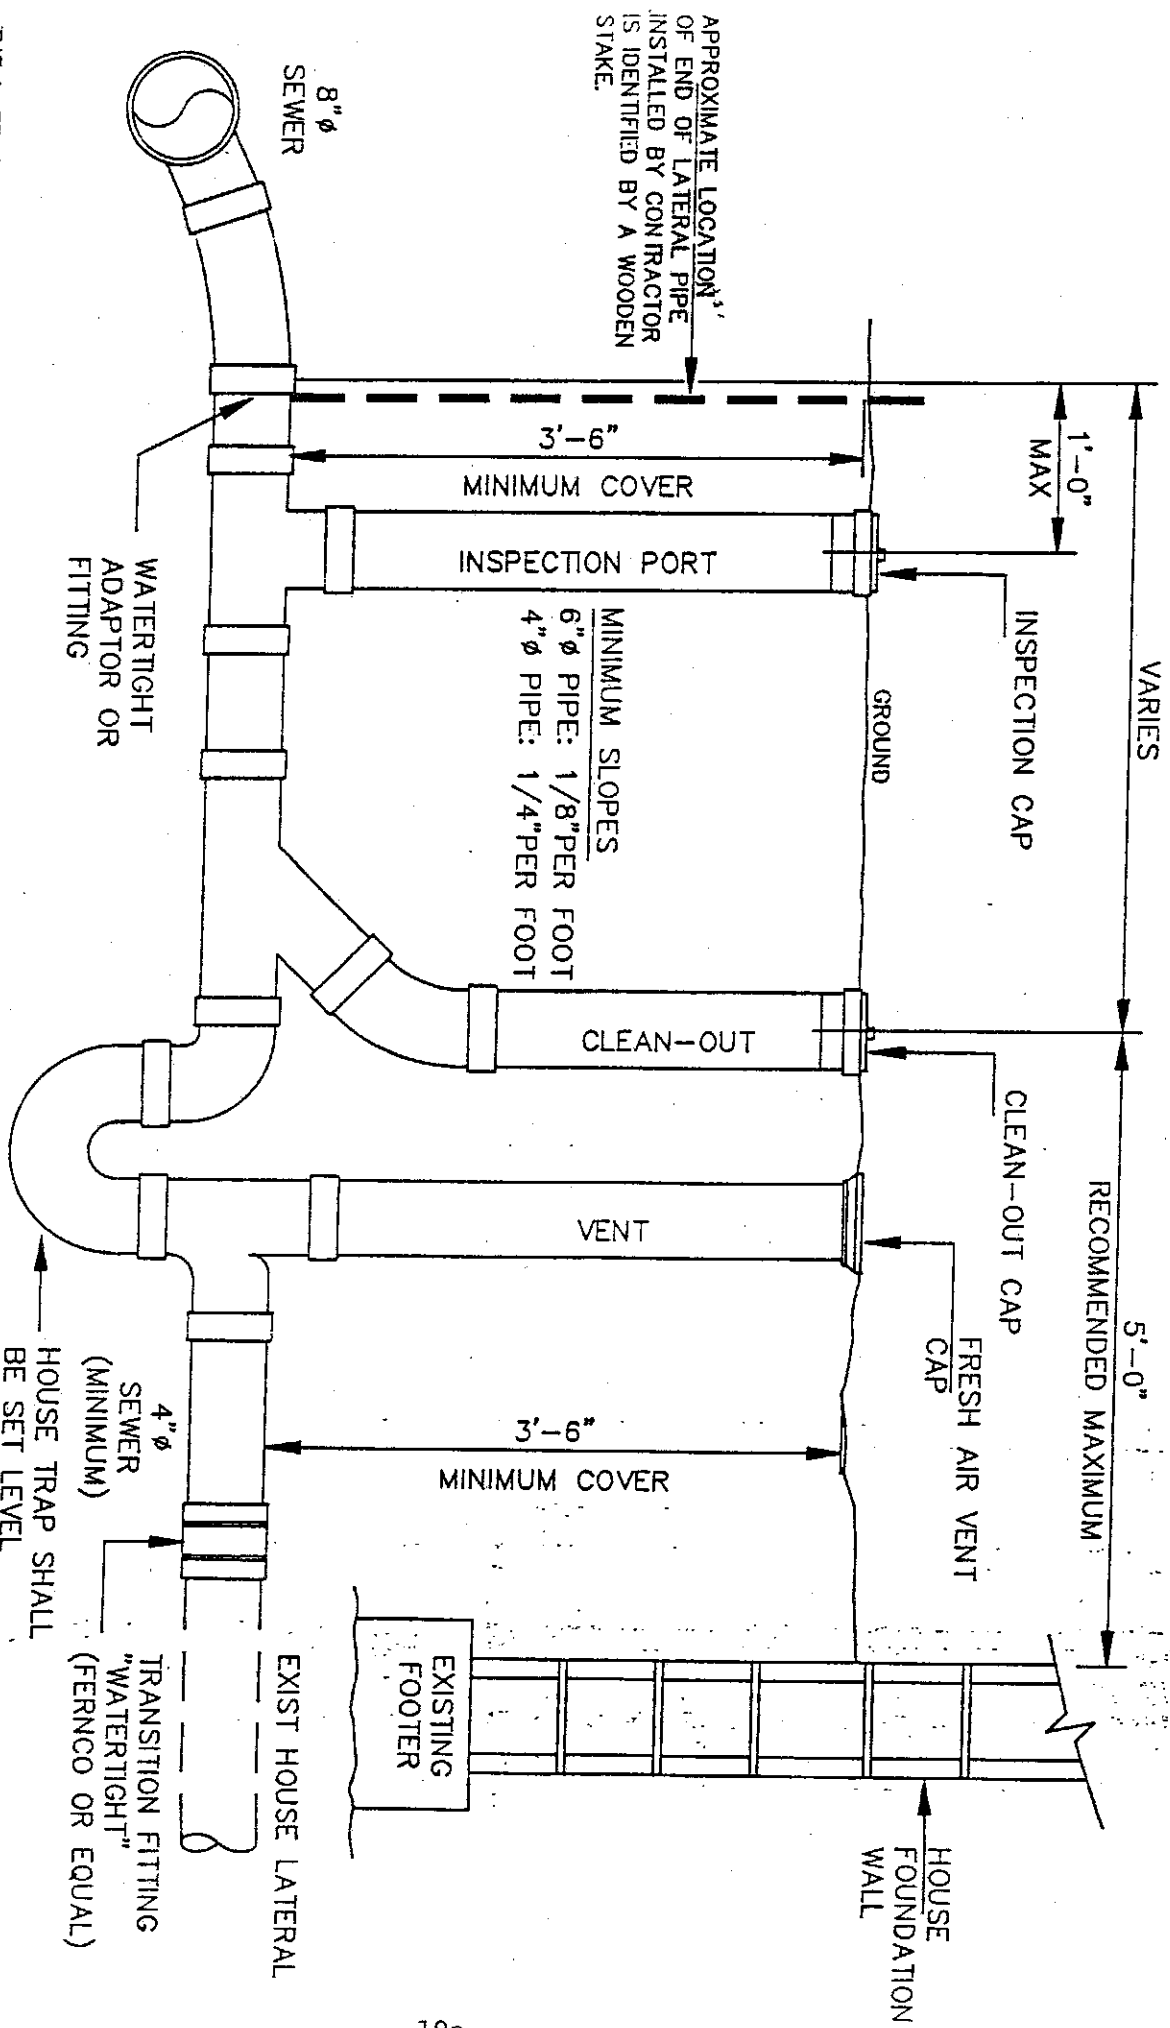 APPROXIMATE LOCATION
OF END OF LATERAL PIPE
INSTALLED BY CONTRACTOR
IS IDENTIFIED BY A WOODEN
STAKE.
8"ø
SEWER
VARIES
1'-0"
MAX
INSPECTION CAP
5'-0"
RECOMMENDED MAXIMUM
CLEAN-OUT CAP
FRESH AIR VENT
CAP
HOUSE
FOUNDATION
WALL
GROUND
3'-6"
MINIMUM COVER
INSPECTION PORT
MINIMUM SLOPES
6"ø PIPE: 1/8"PER FOOT
4"ø PIPE: 1/4"PER FOOT
CLEAN-OUT
VENT
3'-6"
MINIMUM COVER
EXISTING
FOOTER
EXIST HOUSE LATERAL
WATERTIGHT
ADAPTOR OR
FITTING
4"ø
SEWER
(MINIMUM)
HOUSE TRAP SHALL
BE SET LEVEL
TRANSITION FITTING
"WATERTIGHT"
(FERNCO OR EQUAL)